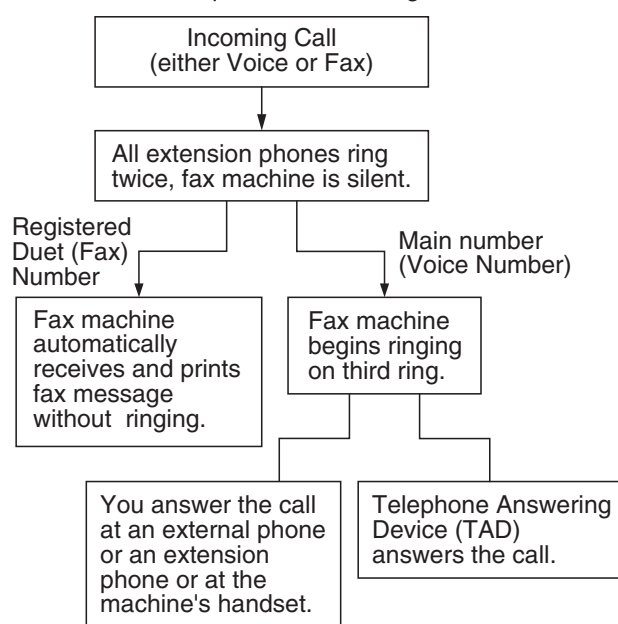 Incoming Call
(either Voice or Fax)
All extension phones ring
twice, fax machine is silent.
Registered
Duet (Fax)
Number
Main number
(Voice Number)
Fax machine
automatically
receives and prints
fax message
without ringing.
Fax machine
begins ringing
on third ring.
You answer the call
at an external phone
or an extension
phone or at the
machine's handset.
Telephone Answering
Device (TAD)
answers the call.